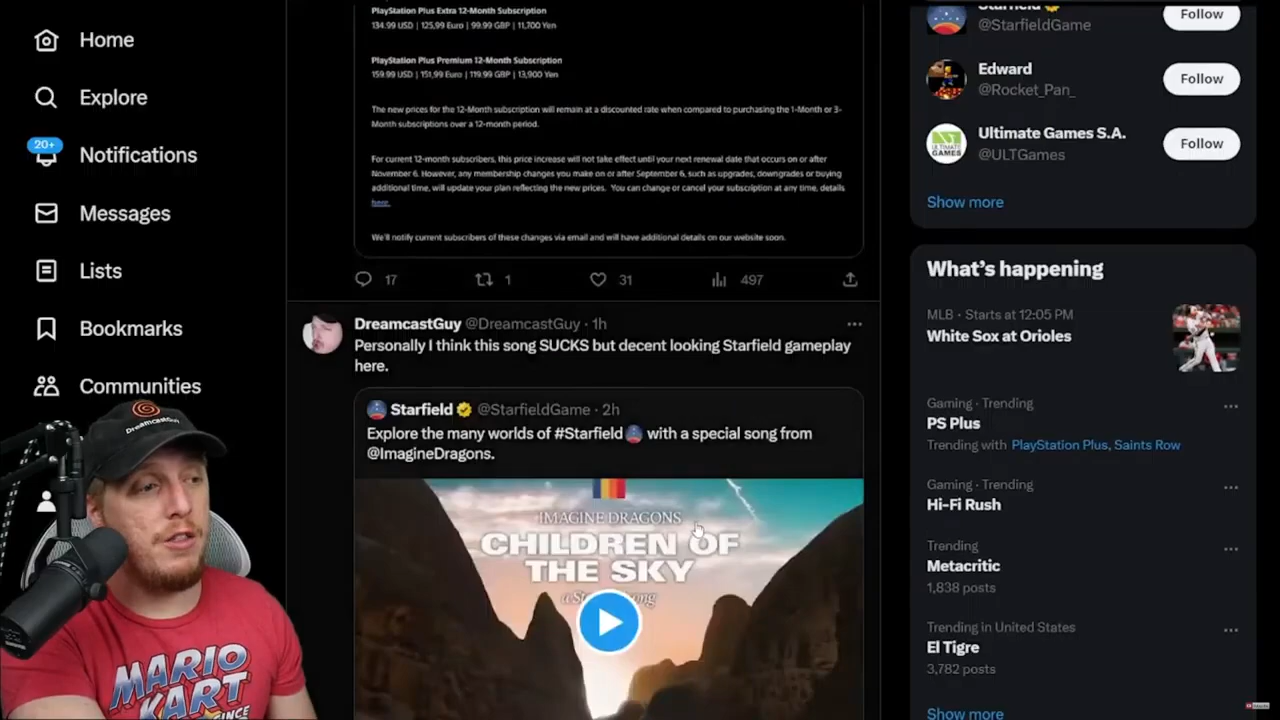 Home
Explore
20+
Notifications
Messages
Lists
Bookmarks
Communities
PlayStation Plus Extra 12-Month Subscription
134.99 USD | 125,99 Euro | 99.99 GBP | 11,700 Yen
PlayStation Plus Premium 12-Month Subscription
159.99 USD | 151,99 Euro | 119.99 GBP | 13,900 Yen
The new prices for the 12-Month subscription will remain at a discounted rate when compared to purchasing the 1-Month or 3-
Month subscriptions over a 12-month period.
For current 12-month subscribers, this price increase will not take effect until your next renewal date that occurs on or after
November 6. However, any membership changes you make on or after September 6, such as upgrades, downgrades or buying
additional time, will update your plan reflecting the new prices. You can change or cancel your subscription at any time, details
here.
We'll notify current subscribers of these changes via email and will have additional details on our website soon.
17 1 31 497
DreamcastGuy @DreamcastGuy · 1h
Personally I think this song SUCKS but decent looking Starfield gameplay
here.
Starfield @StarfieldGame · 2h
Explore the many worlds of #Starfield with a special song from
@ImagineDragons.
IMAGINE DRAGONS
CHILDREN OF
THE SKY
Starfield
@StarfieldGame
Follow
Edward
@Rocket_Pan_
Follow
Ultimate Games S.A.
@ULTGames
Follow
ULTIMATE
GAMES
Show more
What's happening
MLB · Starts at 12:05 PM
White Sox at Orioles
Gaming · Trending
PS Plus
Trending with PlayStation Plus, Saints Row
Gaming · Trending
Hi-Fi Rush
Trending
Metacritic
1,838 posts
Trending in United States
El Tigre
3,782 posts
Show more
DreamcastGuy
MARIO
KART
SINCE